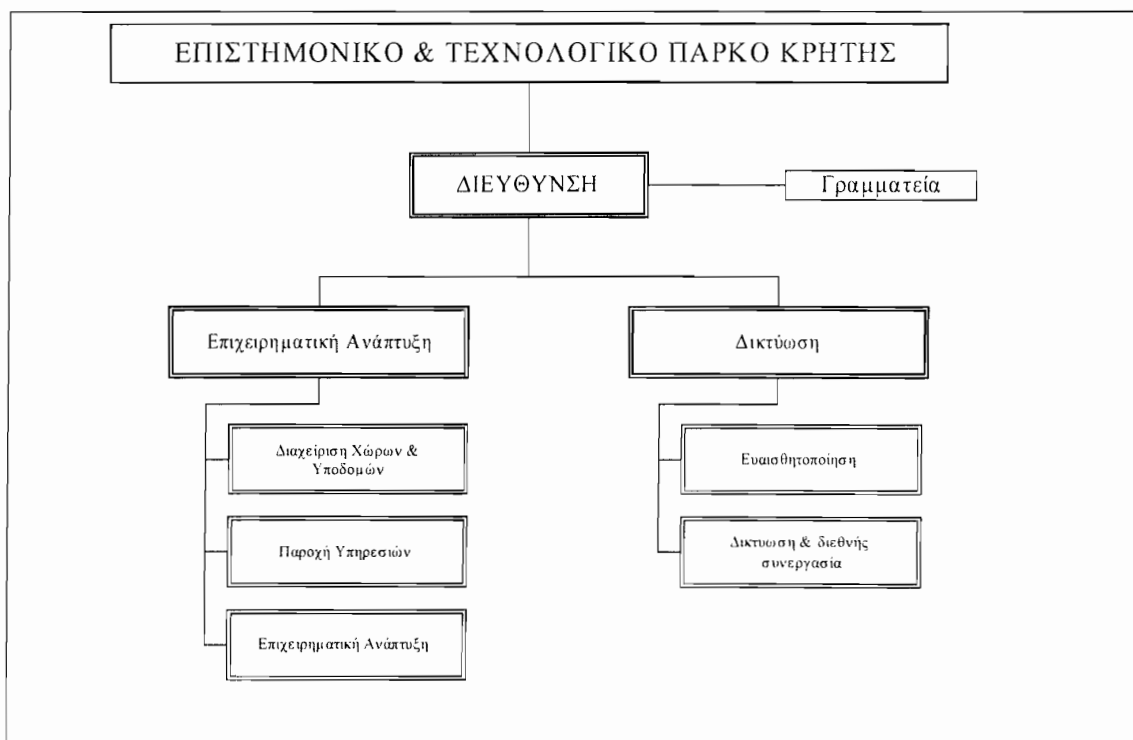 ΕΠΙΣΤΗΜΟΝΙΚΟ & ΤΕΧΝΟΛΟΓΙΚΟ ΠΑΡΚΟ ΚΡΗΤΗΣ
ΔΙΕΥΘΥΝΣΗ
Γραμματεία
Επιχειρηματική Ανάπτυξη
Δικτύωση
Διαχείριση Χώρων &
Υποδομών
Ευαισθητοποίηση
Παροχή Υπηρεσιών
Δικτυωση & διεθνής
συνεργασία
Επιχειρηματική Ανάπτυξη